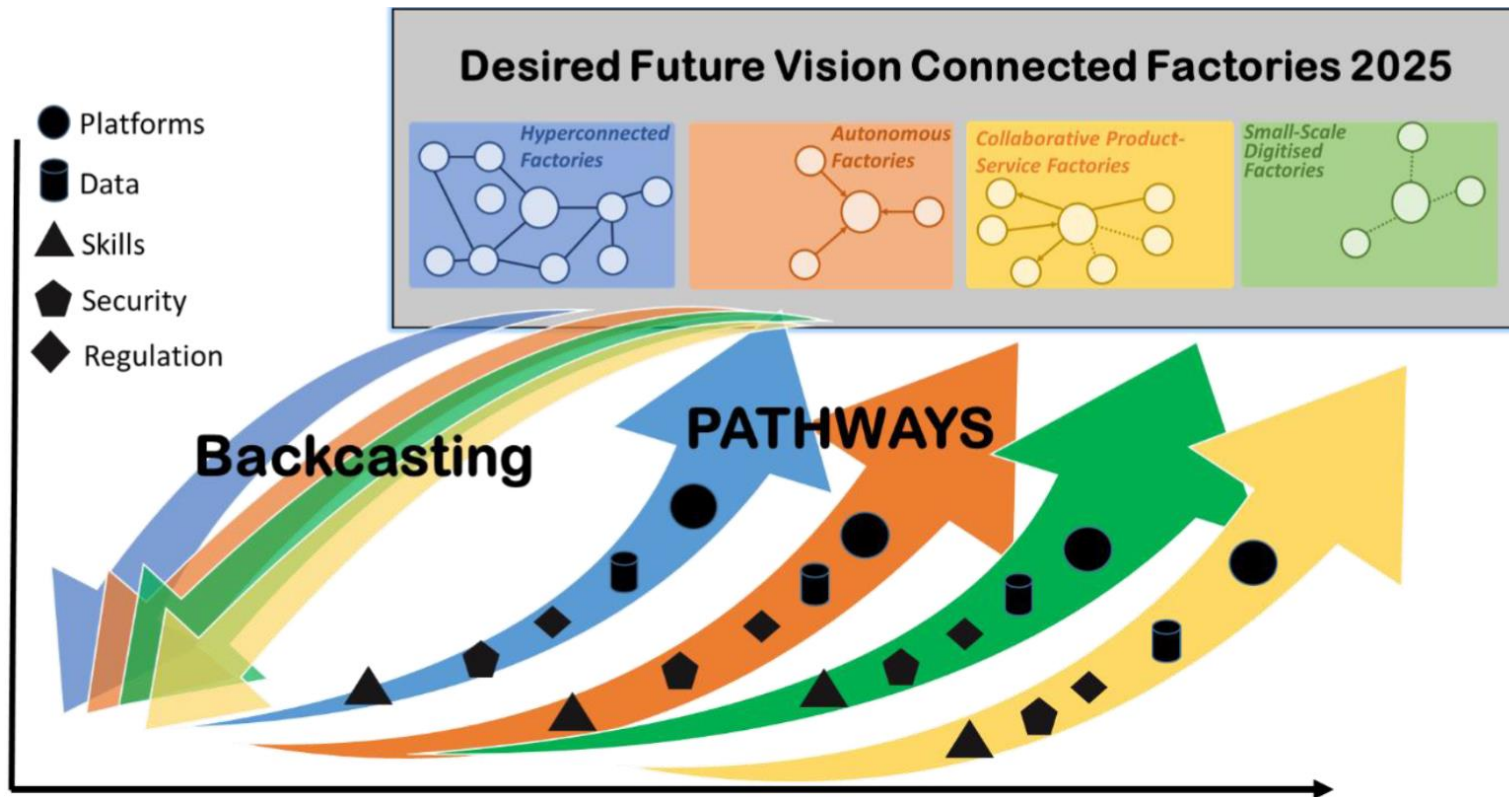 Desired Future Vision Connected Factories 2025
Hyperconnected
Factories
Autonomous
Factories
Collaborative Product-
Service Factories
Small-Scale
Digitised
Factories
Platforms
Data
Skills
Security
Regulation
Backcasting
PATHWAYS